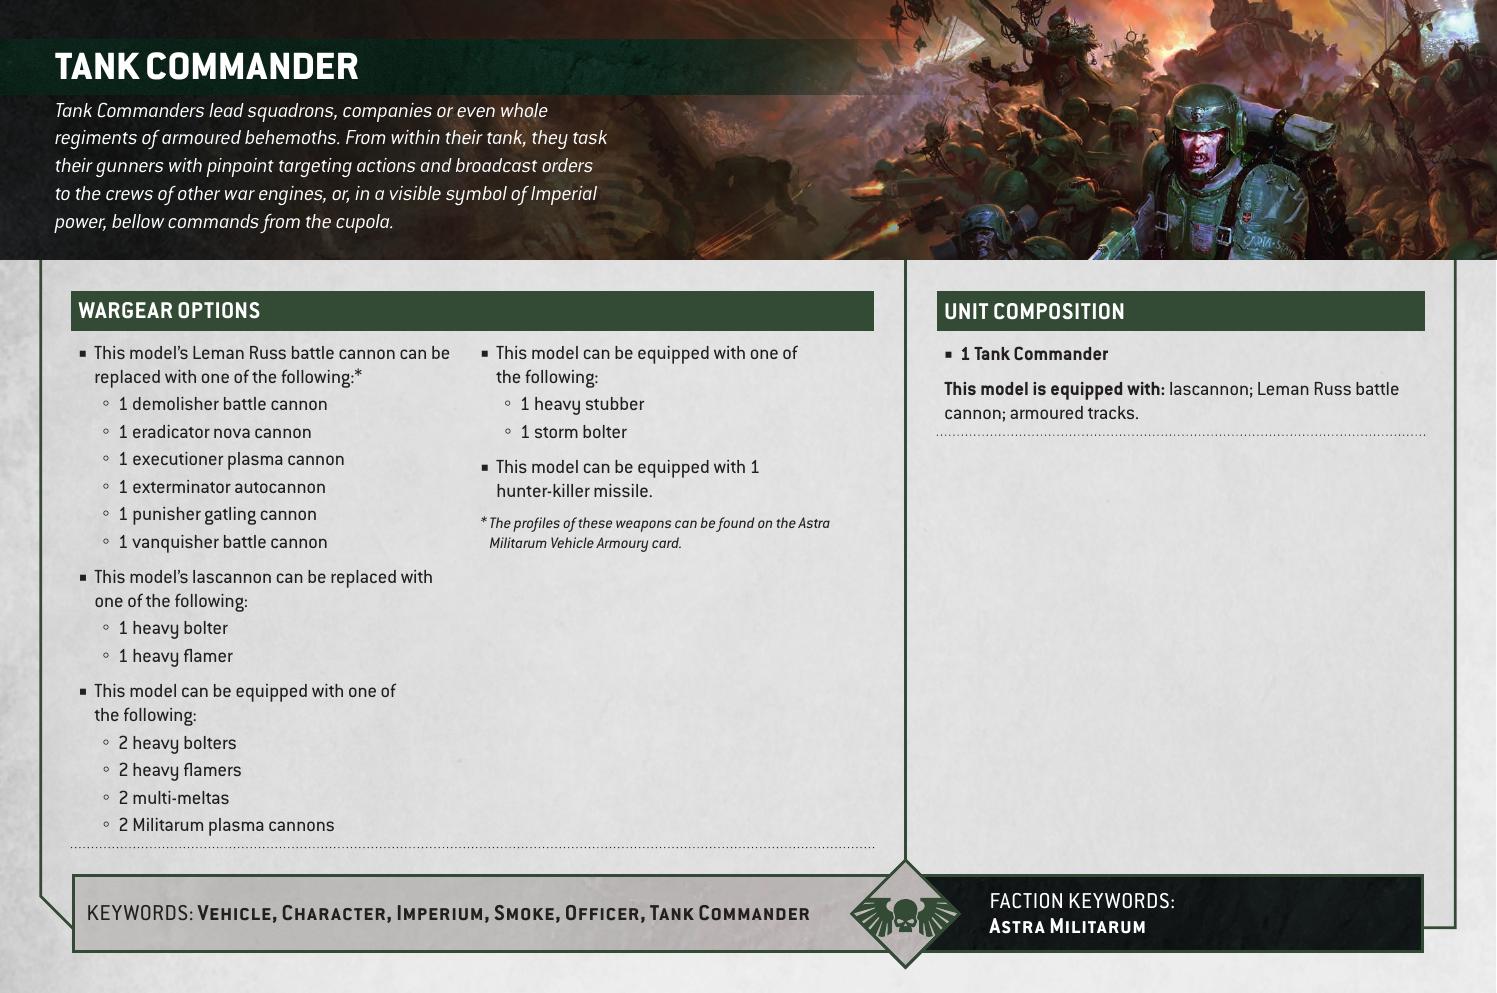 TANK COMMANDER
Tank Commanders lead squadrons, companies or even whole
regiments of armoured behemoths. From within their tank, they task
their gunners with pinpoint targeting actions and broadcast orders
to the crews of other war engines, or, in a visible symbol of Imperial
power, bellow commands from the cupola.
WARGEAR OPTIONS
▪ This model’s Leman Russ battle cannon can be
replaced with one of the following:*
◦ 1 demolisher battle cannon
◦ 1 eradicator nova cannon
◦ 1 executioner plasma cannon
◦ 1 exterminator autocannon
◦ 1 punisher gatling cannon
◦ 1 vanquisher battle cannon
▪ This model’s lascannon can be replaced with
one of the following:
◦ 1 heavy bolter
◦ 1 heavy flamer
▪ This model can be equipped with one of
the following:
◦ 2 heavy bolters
◦ 2 heavy flamers
◦ 2 multi-meltas
◦ 2 Militarum plasma cannons
▪ This model can be equipped with one of
the following:
◦ 1 heavy stubber
◦ 1 storm bolter
▪ This model can be equipped with 1
hunter-killer missile.
* The profiles of these weapons can be found on the Astra
Militarum Vehicle Armoury card.
UNIT COMPOSITION
▪ 1 Tank Commander
This model is equipped with: lascannon; Leman Russ battle
cannon; armoured tracks.
KEYWORDS: Vehicle, Character, Imperium, Smoke, Officer, Tank Commander
FACTION KEYWORDS:
Astra Militarum